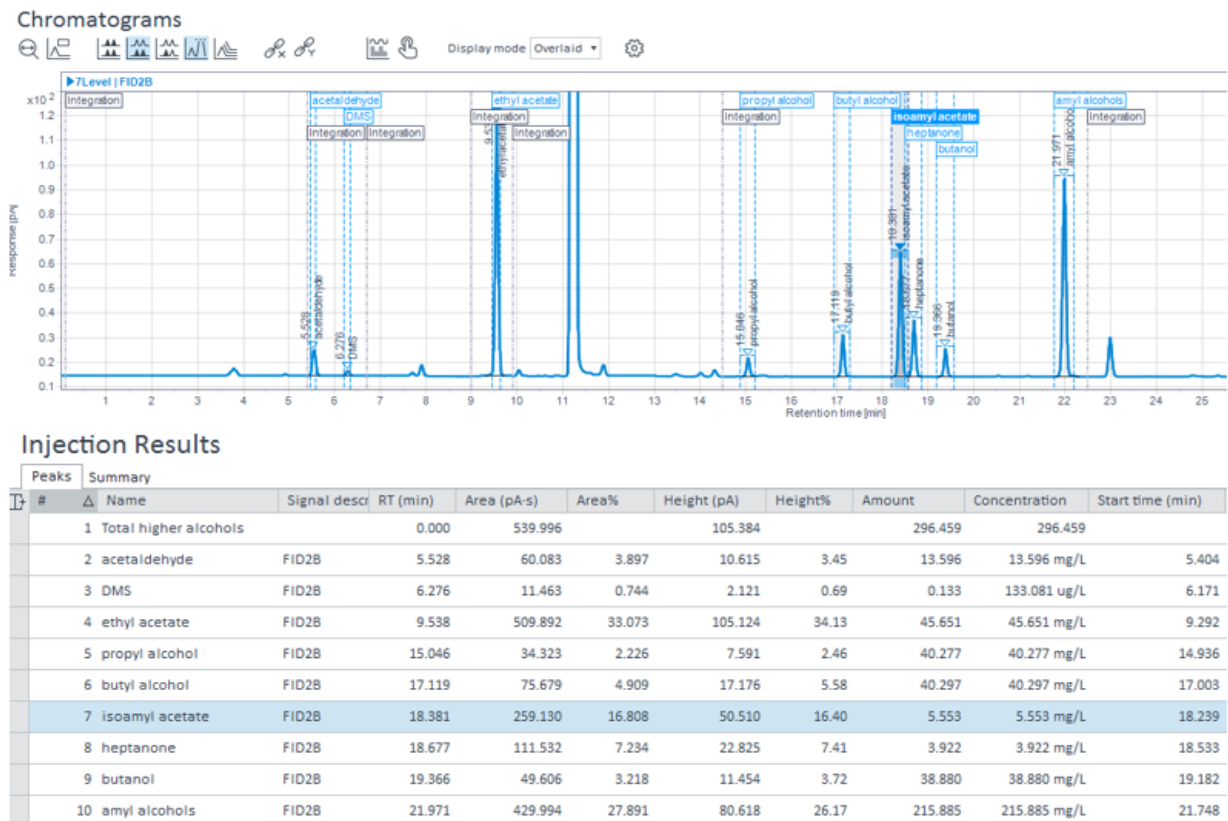 Chromatograms
Display mode Overlaid
7Level | FID2B
x10 2
Integration acetaldehyde ethyl acetate propyl alcohol butyl alcohol amyl alcohols
DMS Integration Integration isoamyl acetate Integration
Integration Integration Integration heptanone
butanol
1.2
1.1
1.0
0.9
0.8
0.7
0.6
0.5
0.4
0.3
0.2
0.1
Response [pA]
5.528
acetaldehyde
6.276
DMS
15.046
propyl alcohol
17.119
butyl alcohol
18.381
isoamyl acetate
heptanone
19.366
butanol
21.971
1 2 3 4 5 6 7 8 9 10 11 12 13 14 15 16 17 18 19 20 21 22 23 24 25
Retention time [min]
Injection Results
Peaks Summary
# Name Signal descr RT (min) Area (pA·s) Area% Height (pA) Height% Amount Concentration Start time (min)
1 Total higher alcohols 0.000 539.996 105.384 296.459 296.459
2 acetaldehyde FID2B 5.528 60.083 3.897 10.615 3.45 13.596 13.596 mg/L 5.404
3 DMS FID2B 6.276 11.463 0.744 2.121 0.69 0.133 133.081 ug/L 6.171
4 ethyl acetate FID2B 9.538 509.892 33.073 105.124 34.13 45.651 45.651 mg/L 9.292
5 propyl alcohol FID2B 15.046 34.323 2.226 7.591 2.46 40.277 40.277 mg/L 14.936
6 butyl alcohol FID2B 17.119 75.679 4.909 17.176 5.58 40.297 40.297 mg/L 17.003
7 isoamyl acetate FID2B 18.381 259.130 16.808 50.510 16.40 5.553 5.553 mg/L 18.239
8 heptanone FID2B 18.677 111.532 7.234 22.825 7.41 3.922 3.922 mg/L 18.533
9 butanol FID2B 19.366 49.606 3.218 11.454 3.72 38.880 38.880 mg/L 19.182
10 amyl alcohols FID2B 21.971 429.994 27.891 80.618 26.17 215.885 215.885 mg/L 21.748